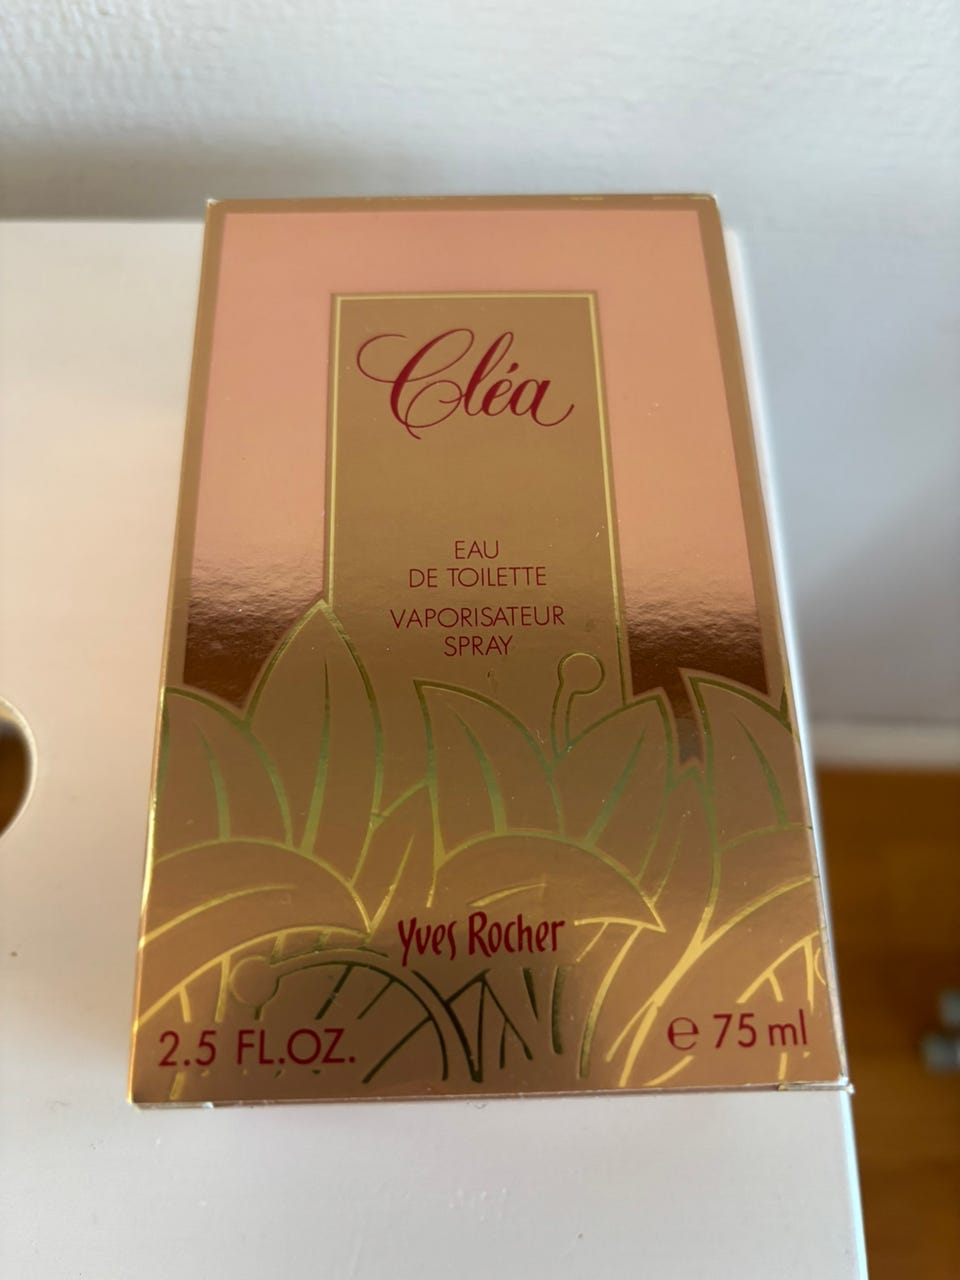 Cléa
EAU
DE TOILETTE
VAPORISATEUR
SPRAY
Yves Rocher
2.5 FL.OZ.
℮ 75 ml